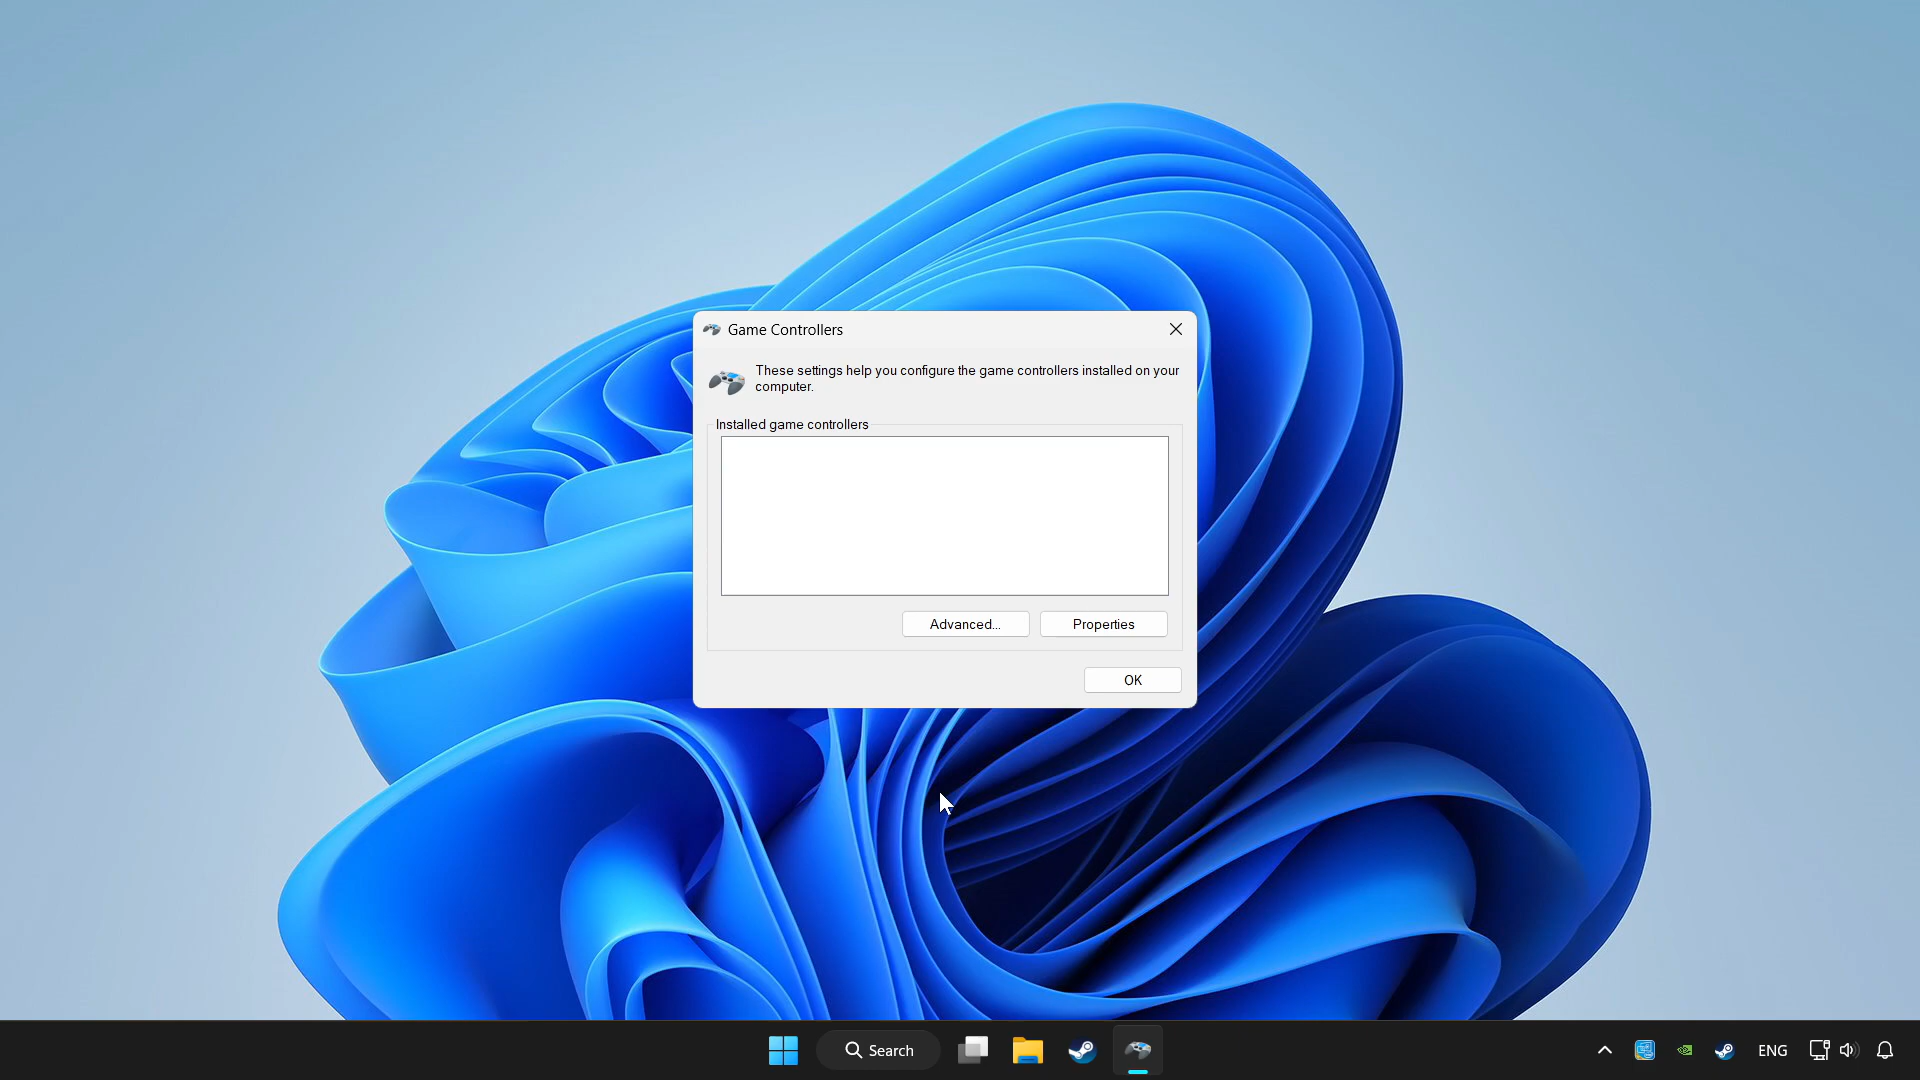 Game Controllers
These settings help you configure the game controllers installed on your
computer.
Installed game controllers
Advanced...
Properties
OK
Search
ENG